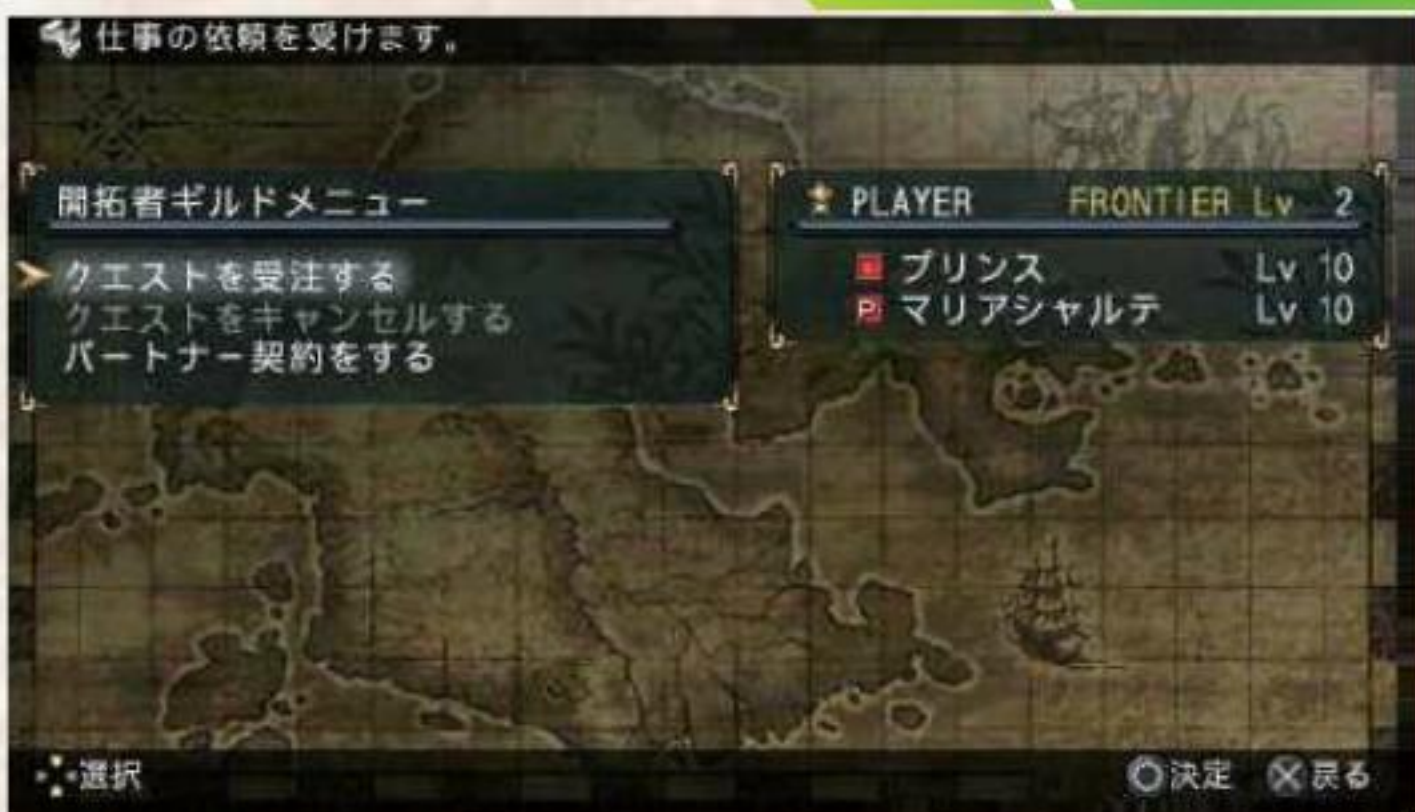 仕事の依頼を受けます。
開拓者ギルドメニュー
クエストを受注する
クエストをキャンセルする
パートナー契約をする
PLAYER FRONTIER Lv 2
プリンス Lv 10
P マリアシャルテ Lv 10
選択
決定 戻る